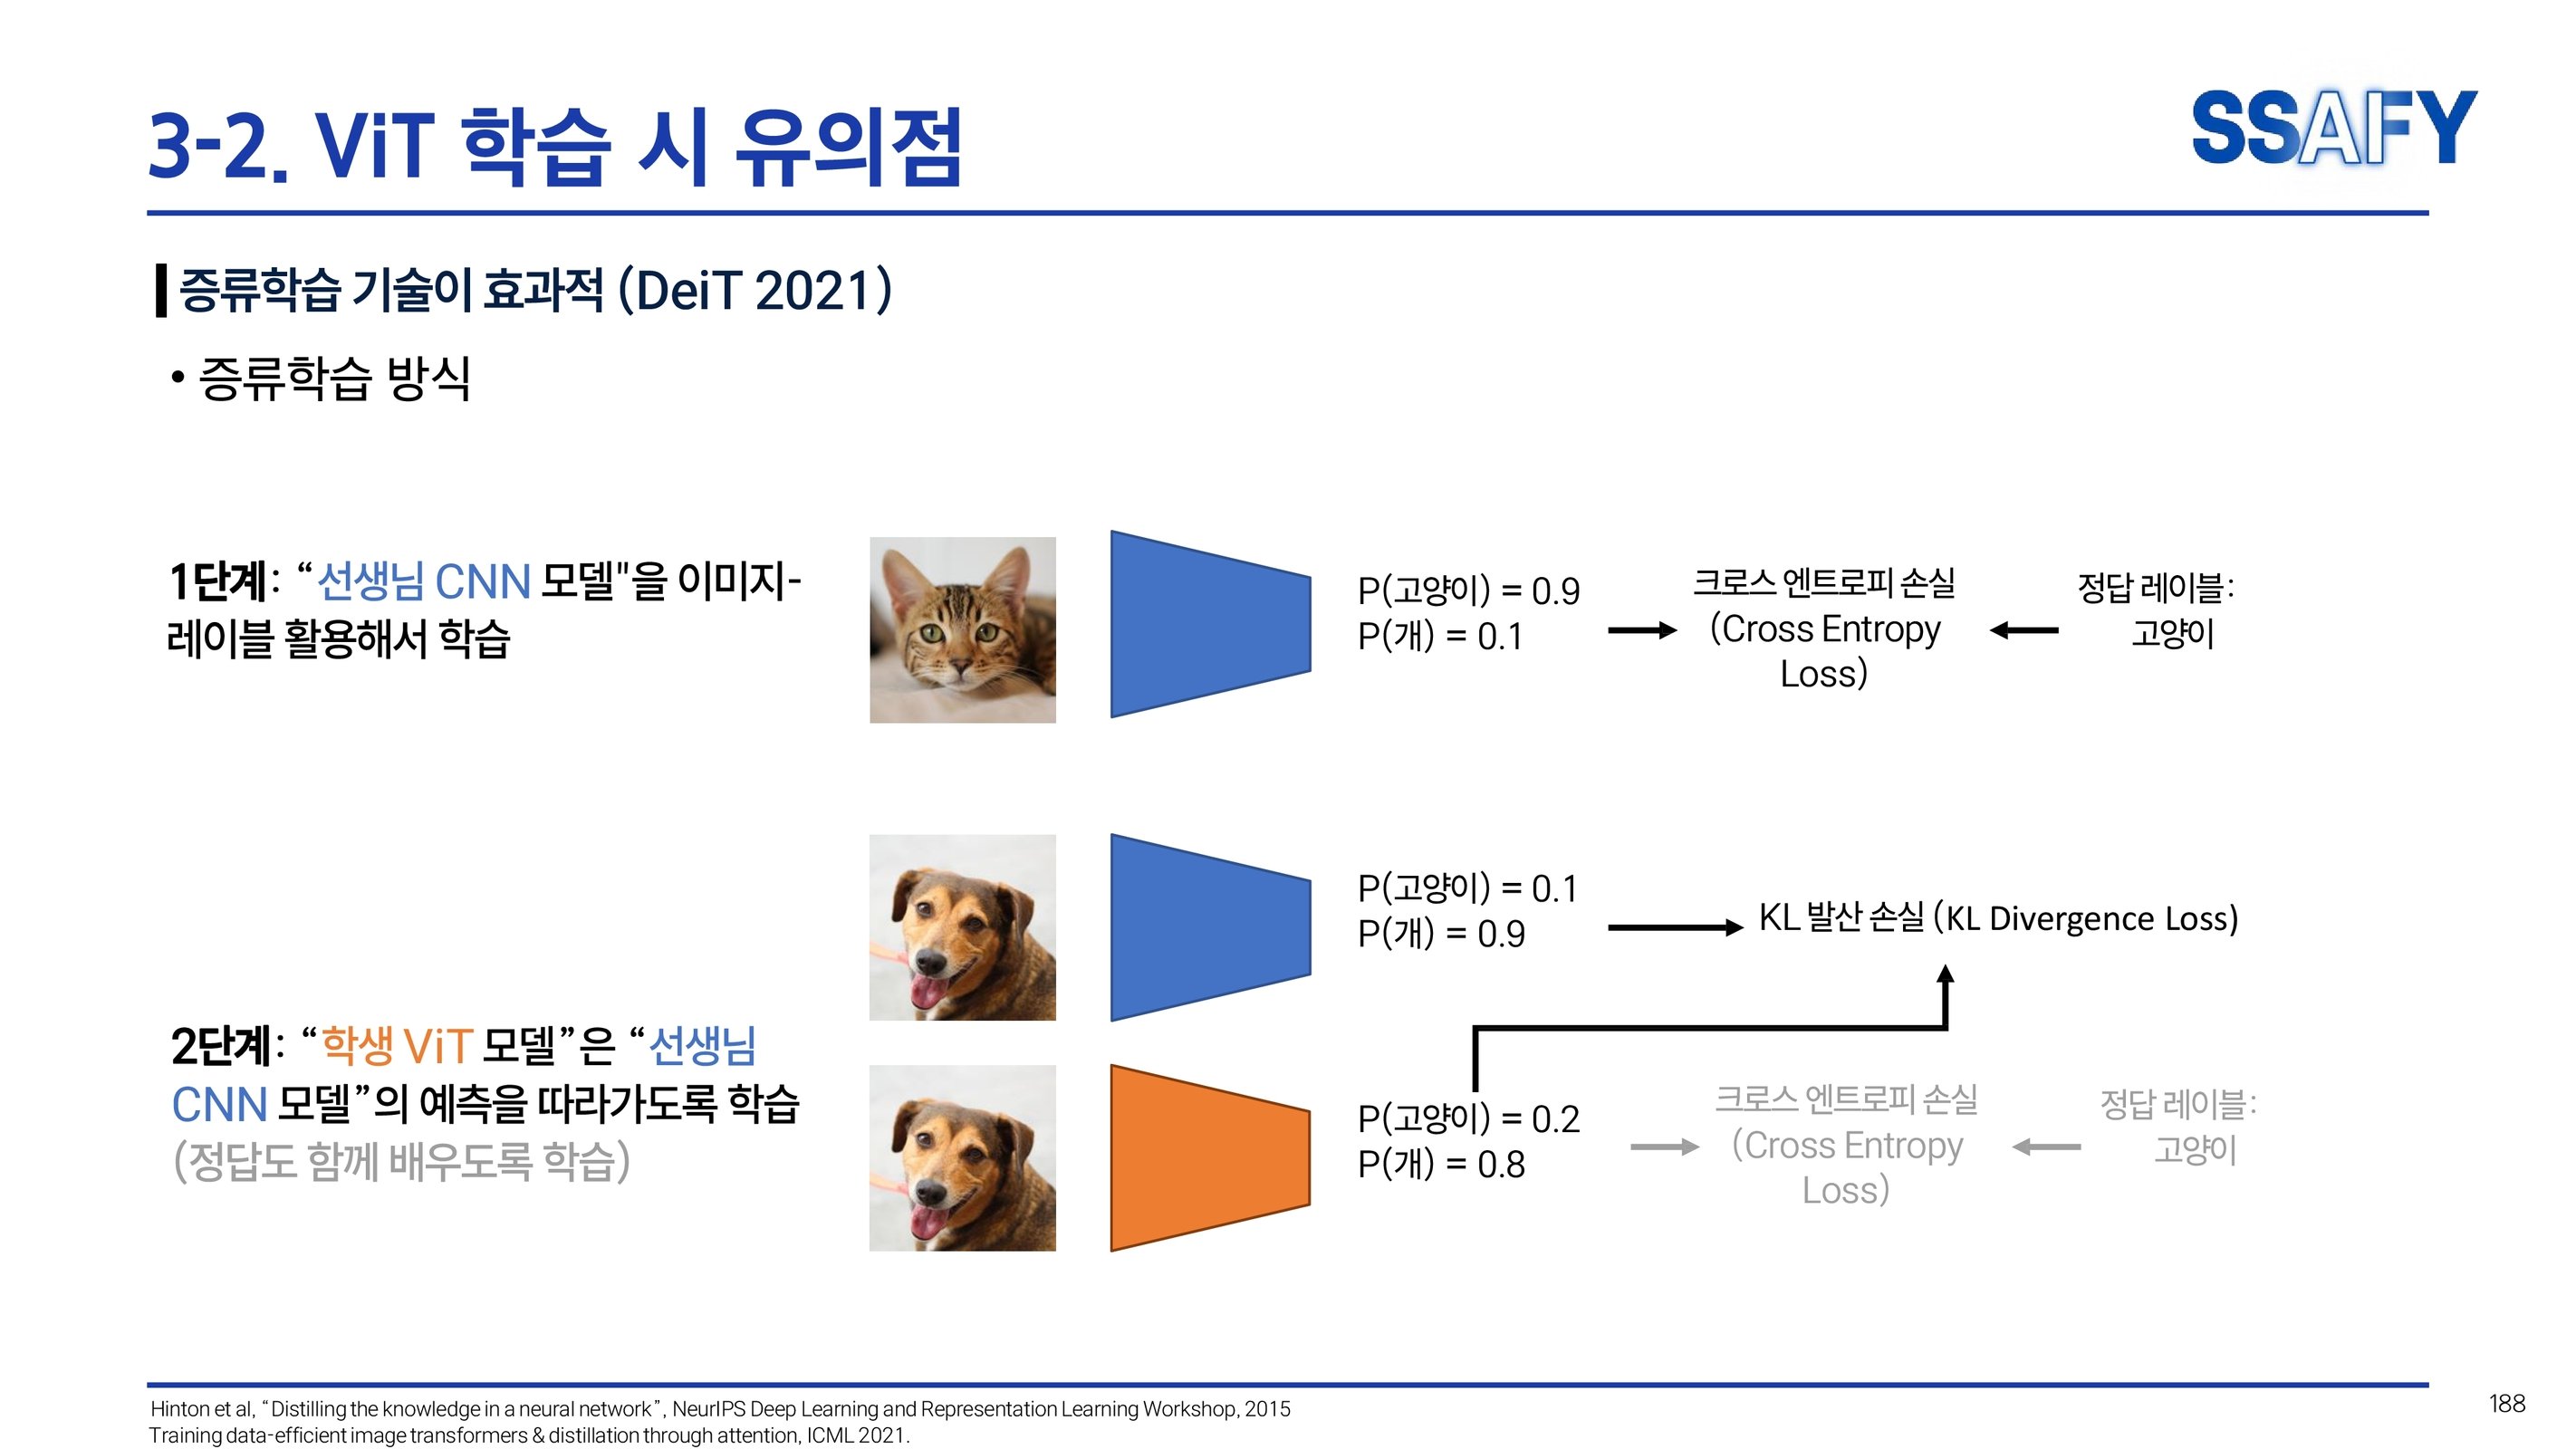 3-2. ViT 학습 시 유의점
SSAFY
증류학습 기술이 효과적 (DeiT 2021)
• 증류학습 방식
1단계: “선생님 CNN 모델"을 이미지-
레이블 활용해서 학습
P(고양이) = 0.9
P(개) = 0.1
크로스 엔트로피 손실
(Cross Entropy
Loss)
정답 레이블:
고양이
P(고양이) = 0.1
P(개) = 0.9
KL 발산 손실 (KL Divergence Loss)
2단계: “학생 ViT 모델”은 “선생님
CNN 모델”의 예측을 따라가도록 학습
(정답도 함께 배우도록 학습)
P(고양이) = 0.2
P(개) = 0.8
크로스 엔트로피 손실
(Cross Entropy
Loss)
정답 레이블:
고양이
Hinton et al, “Distilling the knowledge in a neural network”, NeurIPS Deep Learning and Representation Learning Workshop, 2015
Training data-efficient image transformers & distillation through attention, ICML 2021.
188